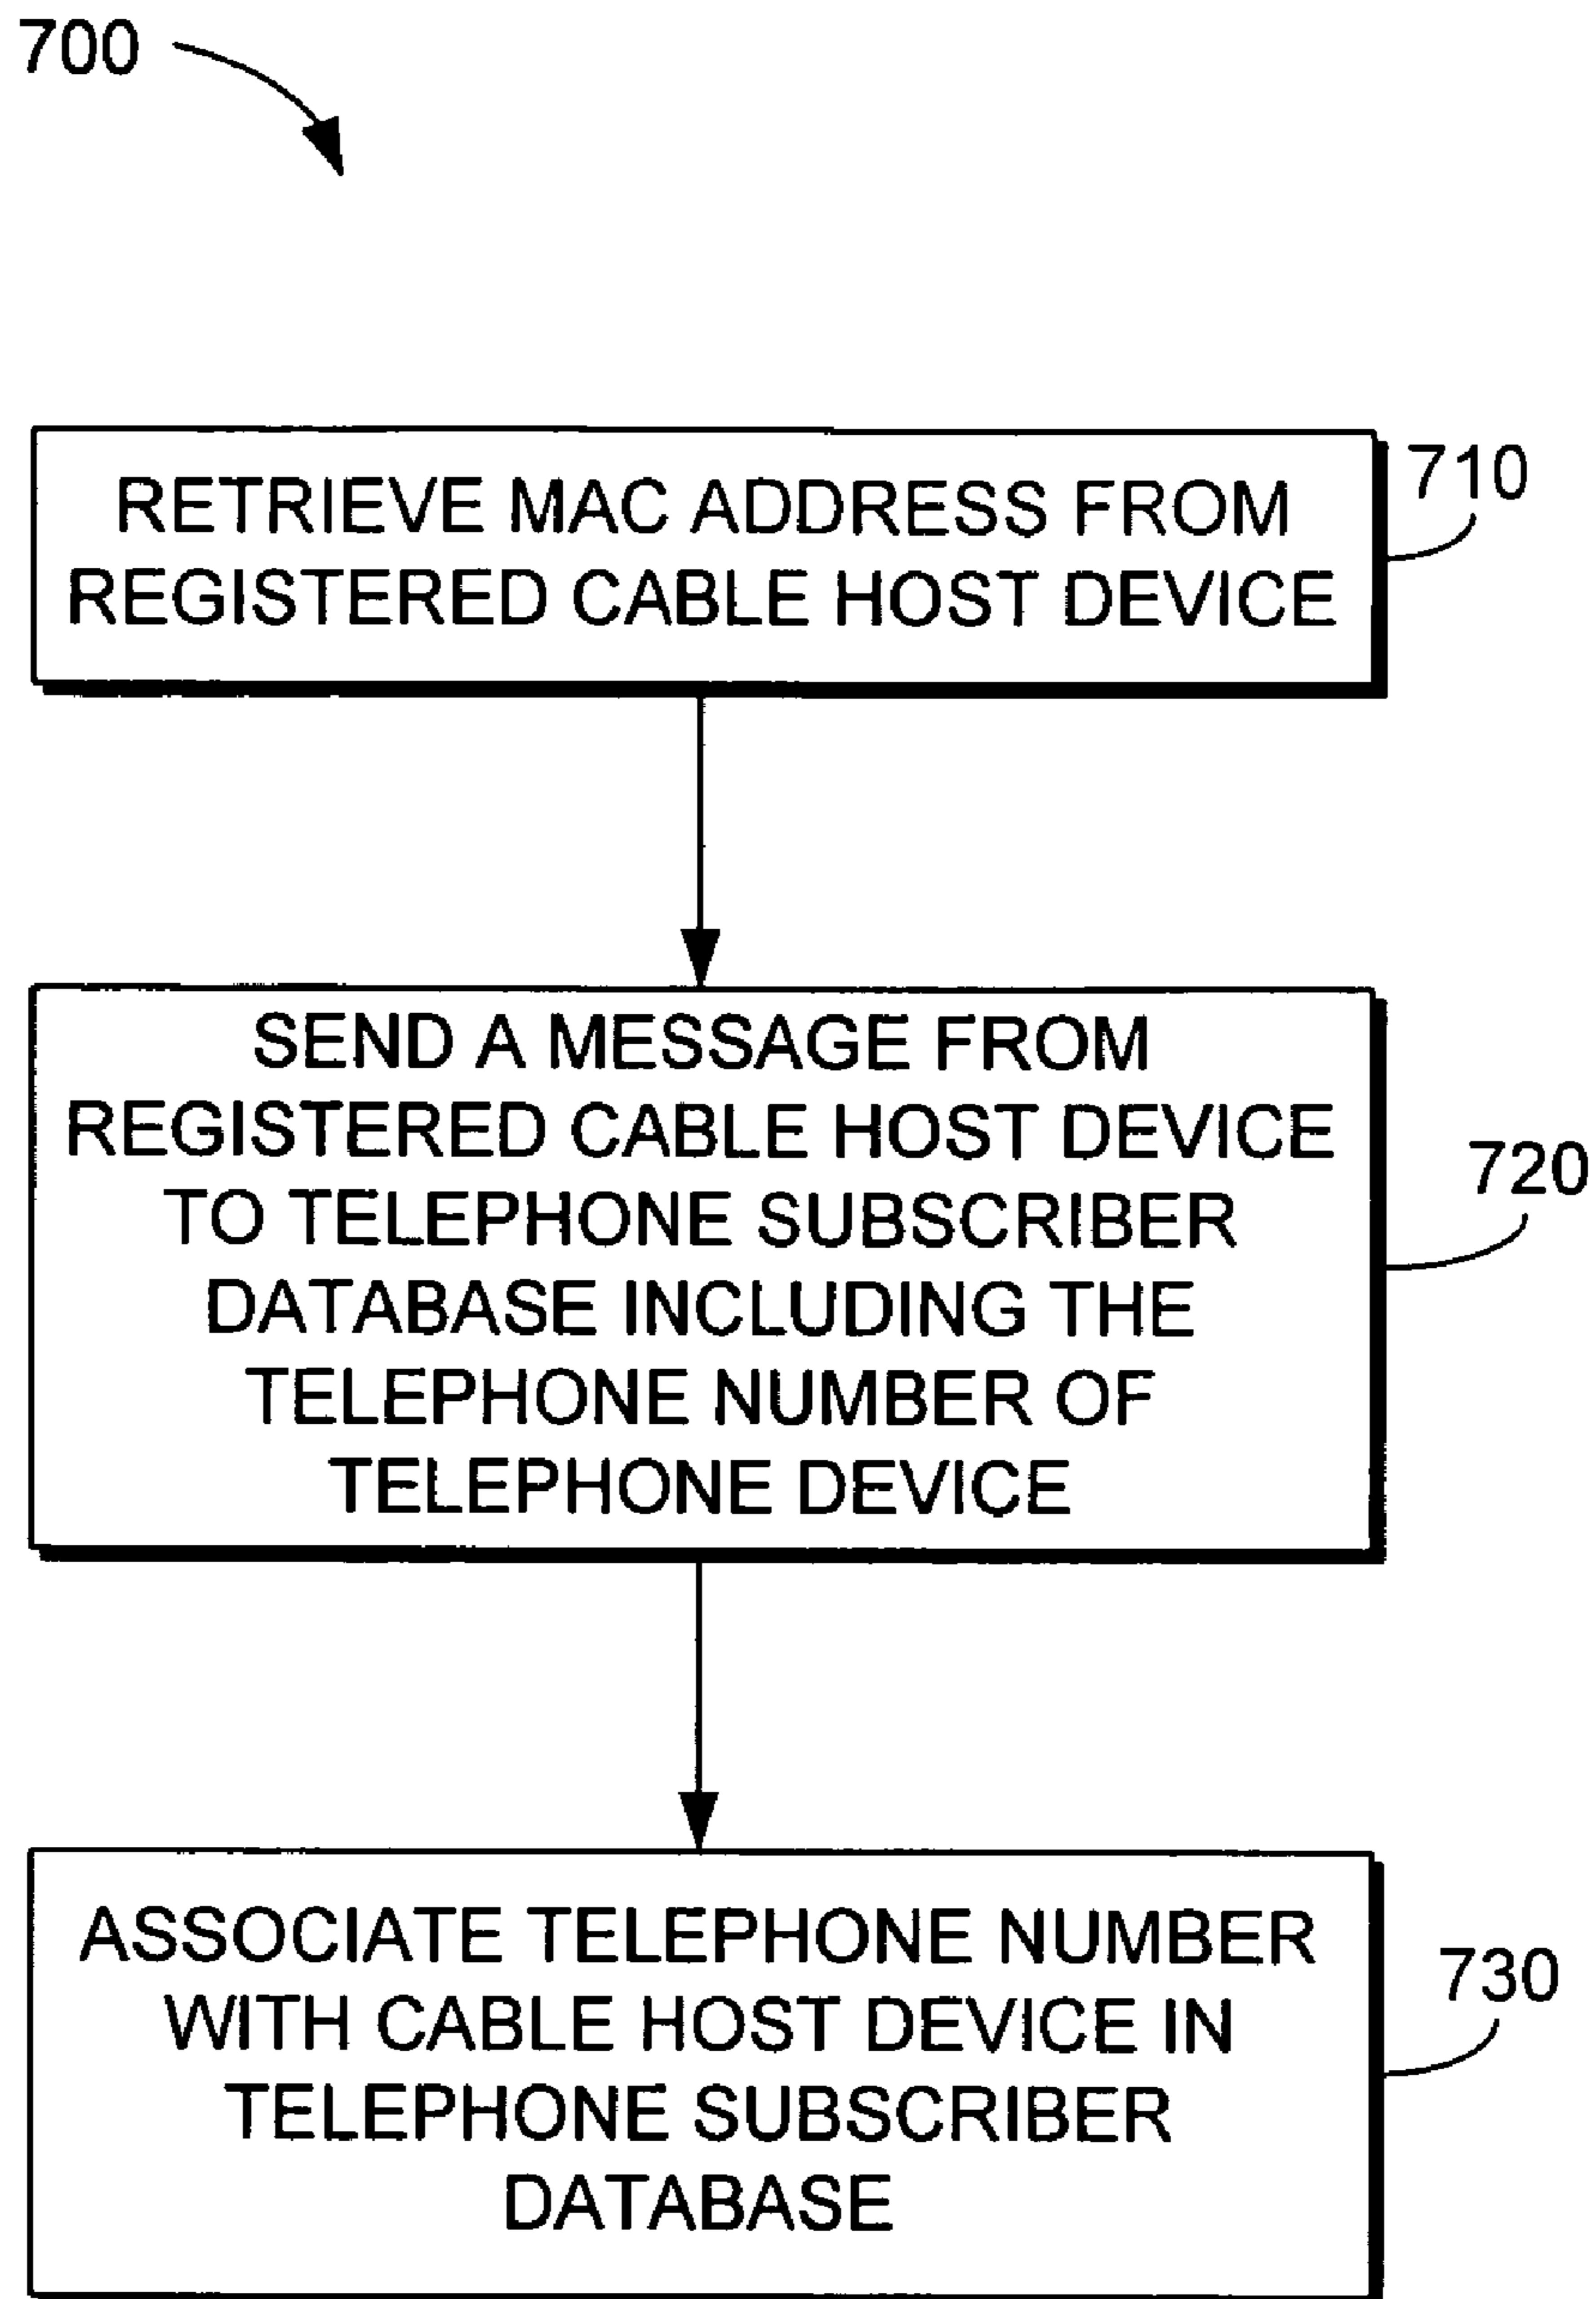 700
RETRIEVE MAC ADDRESS FROM
REGISTERED CABLE HOST DEVICE
710
SEND A MESSAGE FROM
REGISTERED CABLE HOST DEVICE
TO TELEPHONE SUBSCRIBER
DATABASE INCLUDING THE
TELEPHONE NUMBER OF
TELEPHONE DEVICE
720
ASSOCIATE TELEPHONE NUMBER
WITH CABLE HOST DEVICE IN
TELEPHONE SUBSCRIBER
DATABASE
730